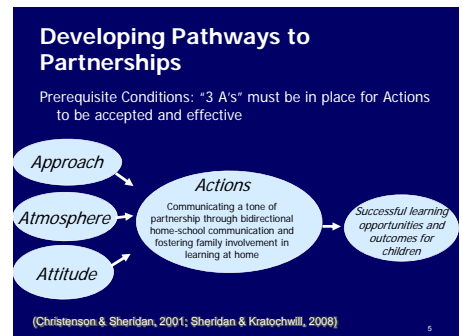 Developing Pathways to
Partnerships
Prerequisite Conditions: "3 A's" must be in place for Actions
to be accepted and effective
Approach
Atmosphere
Attitude
Actions
Communicating a tone of
partnership through bidirectional
home-school communication and
fostering family involvement in
learning at home
Successful learning
opportunities and
outcomes for
children
(Christenson & Sheridan, 2001; Sheridan & Kratochwill, 2008)
5